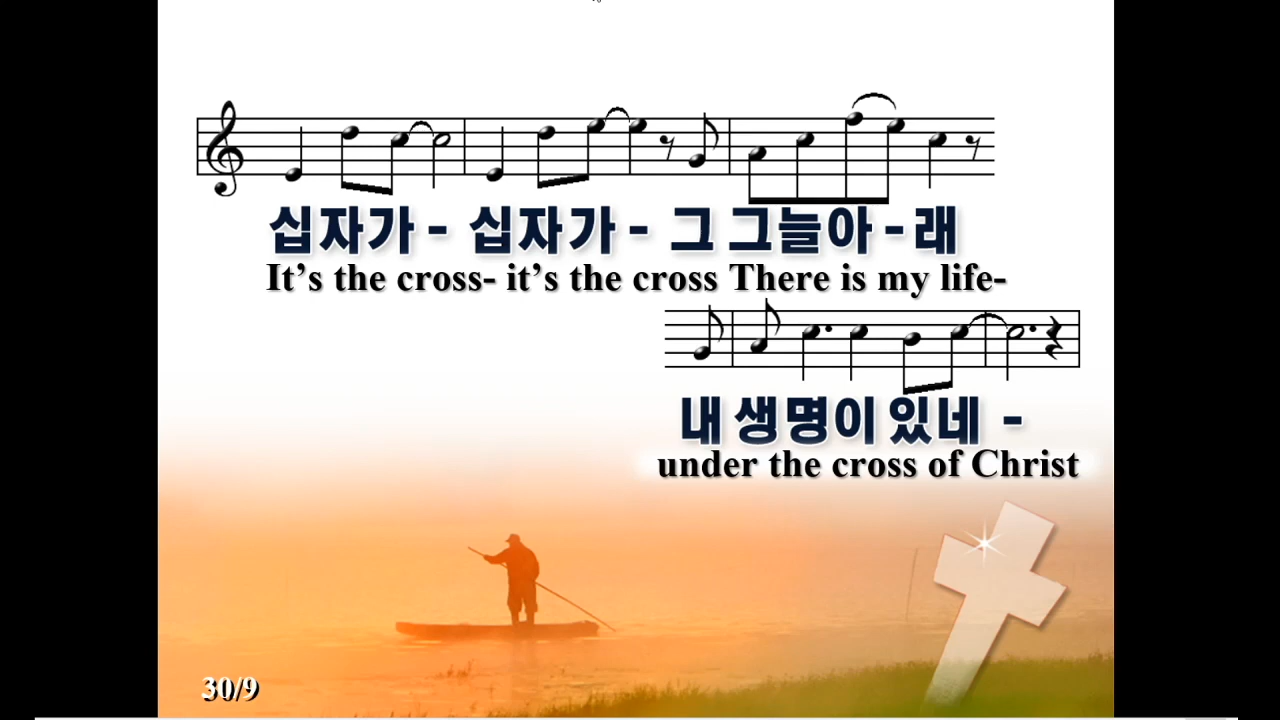 십자가 - 십자가 - 그 그늘아 - 래
It's the cross- it's the cross There is my life-
내 생명이 있네 -
under the cross of Christ
30/9